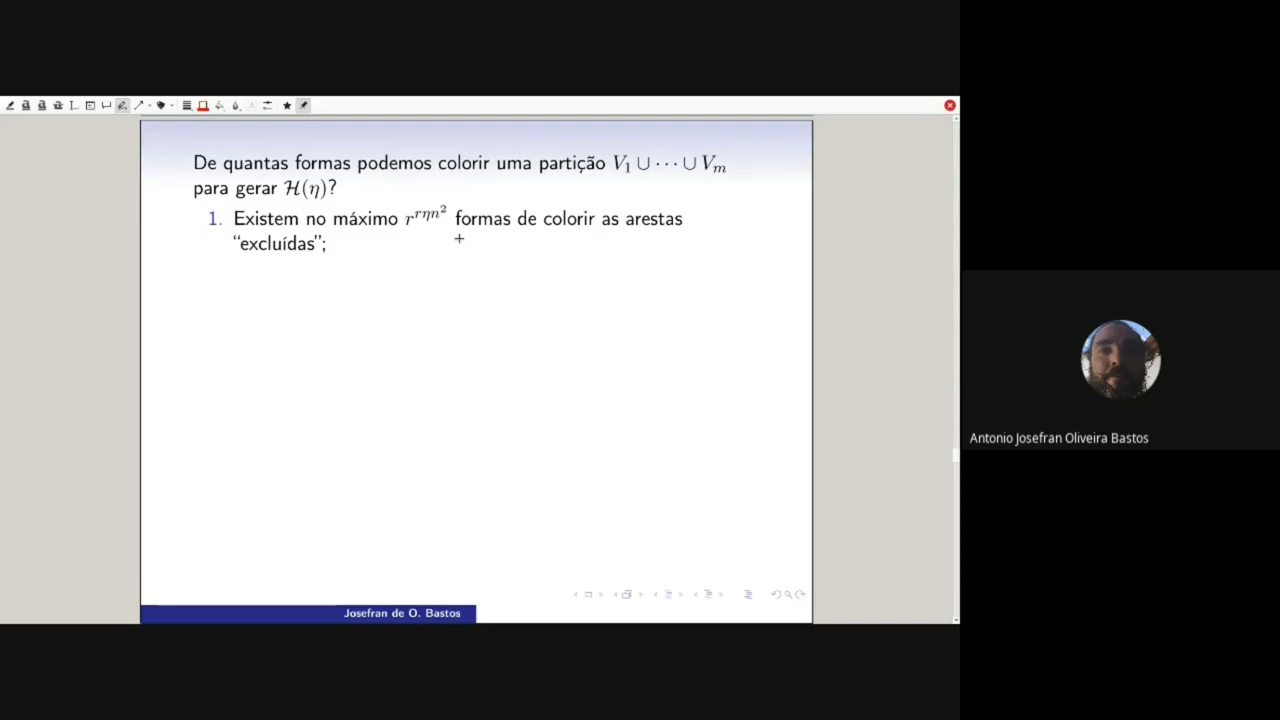 De quantas formas podemos colorir uma partição V₁ ∪ ⋯ ∪ Vₘ
para gerar ℋ(η)?
1. Existem no máximo r^{rηn²} formas de colorir as arestas
“excluídas”;
Antonio Josefran Oliveira Bastos
Josefran de O. Bastos